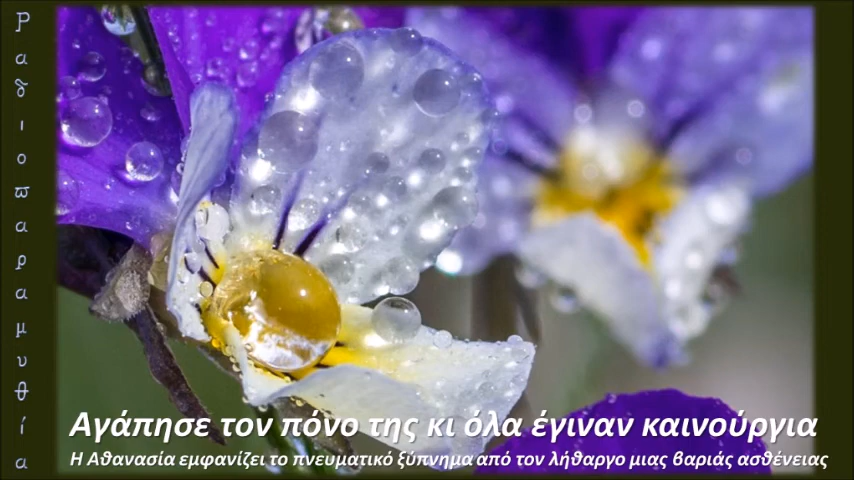 Ραδιοπαραμυθία
Αγάπησε τον πόνο της κι όλα έγιναν καινούργια
Η Αθανασία εμφανίζει το πνευματικό ξύπνημα από τον λήθαργο μιας βαριάς ασθένειας